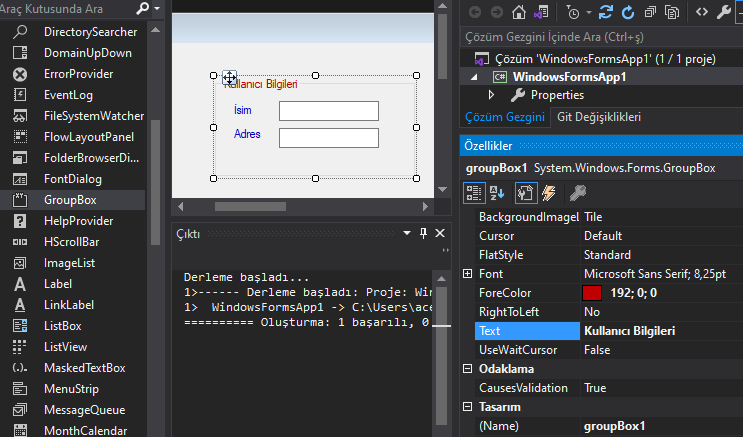 Araç Kutusunda Ara
DirectorySearcher
DomainUpDown
ErrorProvider
EventLog
FileSystemWatcher
FlowLayoutPanel
FolderBrowserDi...
FontDialog
GroupBox
HelpProvider
HScrollBar
ImageList
Label
LinkLabel
ListBox
ListView
MaskedTextBox
MenuStrip
MessageQueue
MonthCalendar
Kullanıcı Bilgileri
İsim
Adres
Çıktı
Derleme başladı...
1>------ Derleme başladı: Proje: Win
1>  WindowsFormsApp1 -> C:\Users\ace
========== Oluşturma: 1 başarılı, 0
Çözüm Gezgini İçinde Ara (Ctrl+ş)
Çözüm 'WindowsFormsApp1' (1 / 1 proje)
C# WindowsFormsApp1
Properties
Çözüm Gezgini Git Değişiklikleri
Özellikler
groupBox1 System.Windows.Forms.GroupBox
BackgroundImageL Tile
Cursor Default
FlatStyle Standard
Font Microsoft Sans Serif; 8,25pt
ForeColor 192; 0; 0
RightToLeft No
Text Kullanıcı Bilgileri
UseWaitCursor False
Odaklama
CausesValidation True
Tasarım
(Name) groupBox1